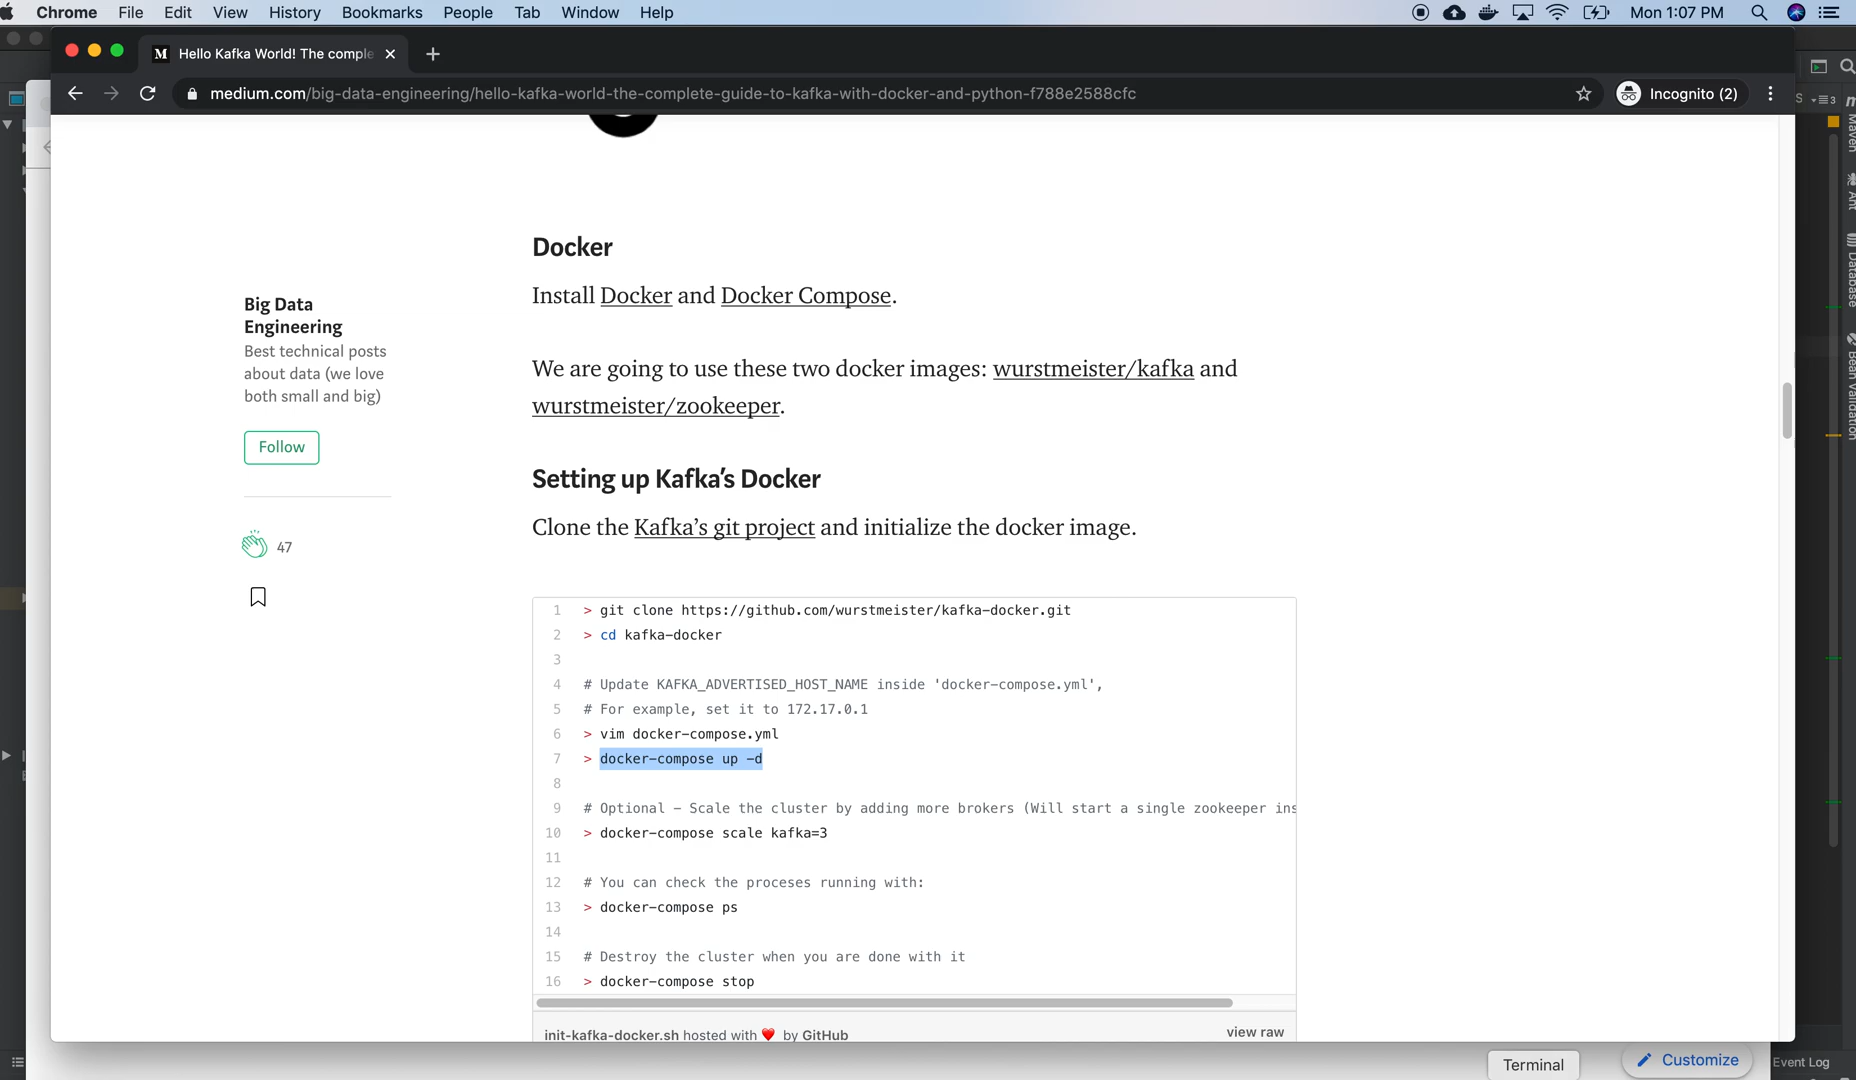 Chrome File Edit View History Bookmarks People Tab Window Help Mon 1:07 PM
M Hello Kafka World! The comple
medium.com/big-data-engineering/hello-kafka-world-the-complete-guide-to-kafka-with-docker-and-python-f788e2588cfc
Incognito (2)
Docker
Install Docker and Docker Compose.
We are going to use these two docker images: wurstmeister/kafka and
wurstmeister/zookeeper.
Setting up Kafka’s Docker
Clone the Kafka’s git project and initialize the docker image.
Big Data
Engineering
Best technical posts
about data (we love
both small and big)
Follow
47
1 > git clone https://github.com/wurstmeister/kafka-docker.git
2 > cd kafka-docker
3
4 # Update KAFKA_ADVERTISED_HOST_NAME inside 'docker-compose.yml',
5 # For example, set it to 172.17.0.1
6 > vim docker-compose.yml
7 > docker-compose up -d
8
9 # Optional - Scale the cluster by adding more brokers (Will start a single zookeeper ins
10 > docker-compose scale kafka=3
11
12 # You can check the proceses running with:
13 > docker-compose ps
14
15 # Destroy the cluster when you are done with it
16 > docker-compose stop
init-kafka-docker.sh hosted with ❤ by GitHub
view raw
Terminal
Customize
Event Log
Maven
Ant
Database
Bean Validation